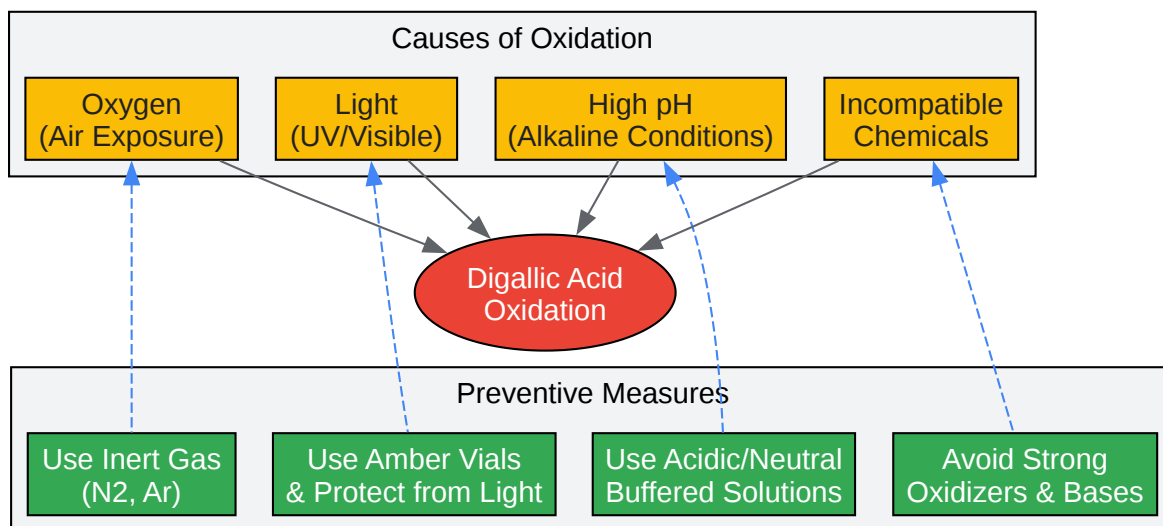 Causes of Oxidation
Oxygen
(Air Exposure)
Light
(UV/Visible)
High pH
(Alkaline Conditions)
Incompatible
Chemicals
Digallic Acid
Oxidation
Preventive Measures
Use Inert Gas
(N2, Ar)
Use Amber Vials
& Protect from Light
Use Acidic/Neutral
Buffered Solutions
Avoid Strong
Oxidizers & Bases